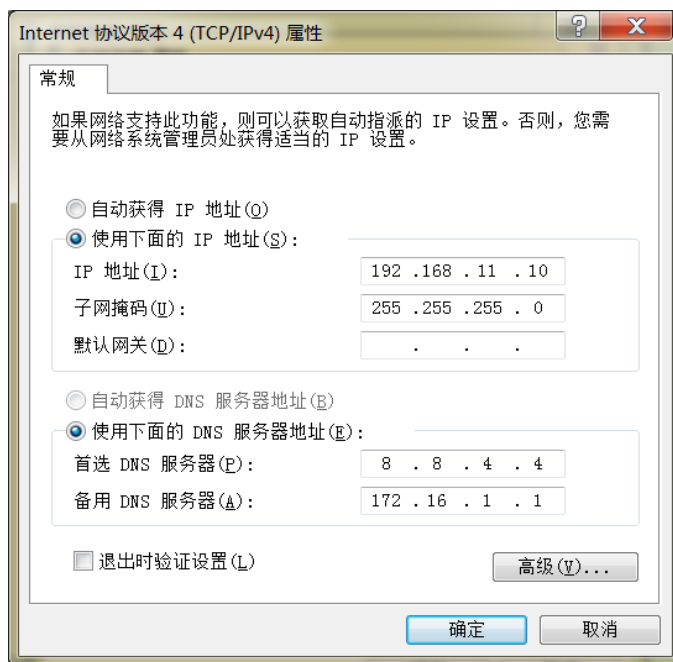 Internet 协议版本 4 (TCP/IPv4) 属性
常规
如果网络支持此功能，则可以获取自动指派的 IP 设置。否则，您需
要从网络系统管理员处获得适当的 IP 设置。
自动获得 IP 地址(O)
使用下面的 IP 地址(S):
IP 地址(I): 192 .168 . 11 . 10
子网掩码(U): 255 .255 .255 . 0
默认网关(D): . . .
自动获得 DNS 服务器地址(B)
使用下面的 DNS 服务器地址(E):
首选 DNS 服务器(P): 8 . 8 . 4 . 4
备用 DNS 服务器(A): 172 . 16 . 1 . 1
退出时验证设置(L)
高级(V)...
确定 取消